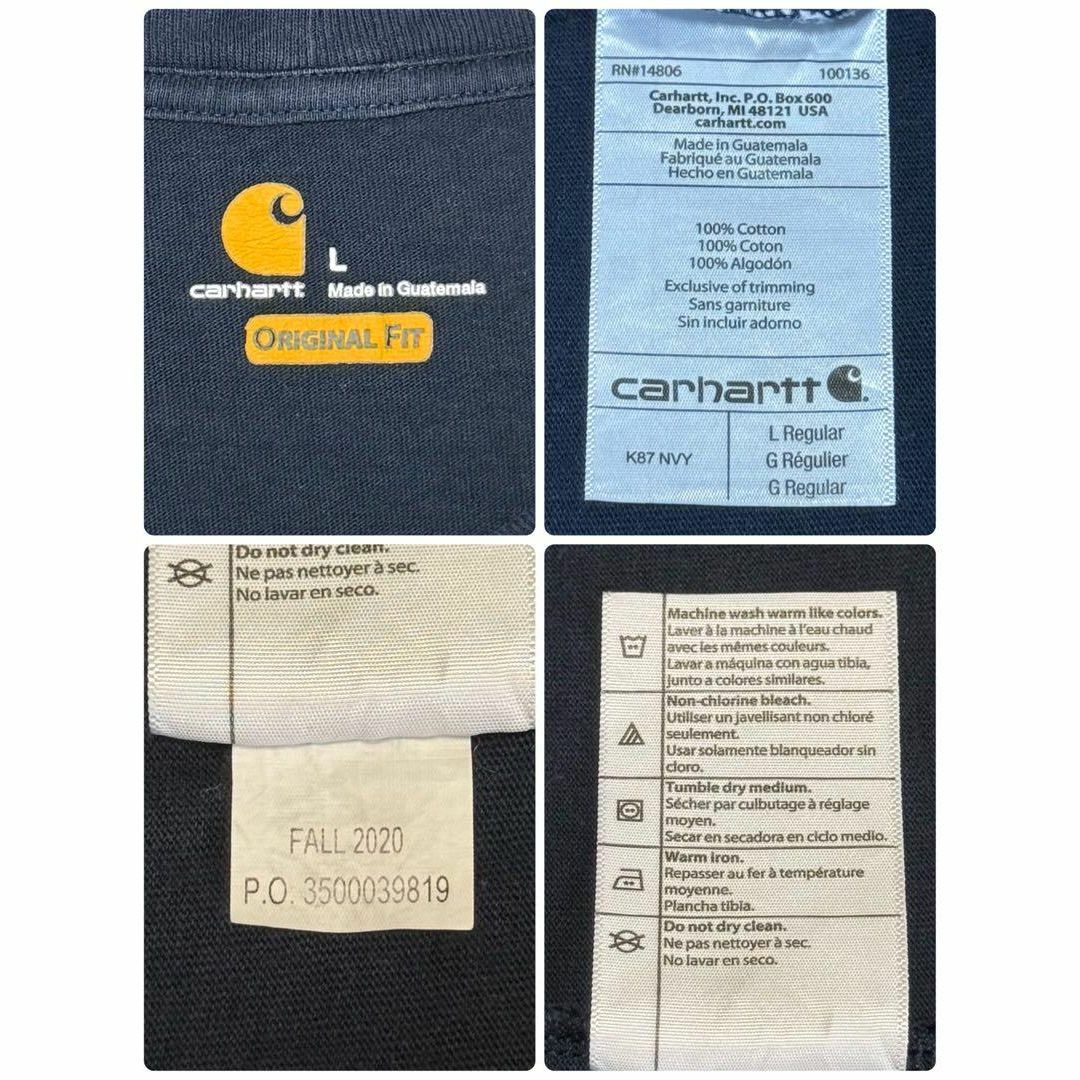 L
carhartt Made in Guatemala
ORIGINAL FIT
RN#14806 100136
Carhartt, Inc. P.O. Box 600
Dearborn, MI 48121 USA
carhartt.com
Made in Guatemala
Fabriqué au Guatemala
Hecho en Guatemala
100% Cotton
100% Coton
100% Algodón
Exclusive of trimming
Sans garniture
Sin incluir adorno
carhartt
K87 NVY
L Regular
G Régulier
G Regular
Do not dry clean.
Ne pas nettoyer à sec.
No lavar en seco.
FALL 2020
P.O. 3500039819
Machine wash warm like colors.
Laver à la machine à l'eau chaud
avec les mêmes couleurs.
Lavar a máquina con agua tibia,
junto a colores similares.
Non-chlorine bleach.
Utiliser un javellisant non chloré
seulement.
Usar solamente blanqueador sin
cloro.
Tumble dry medium.
Sécher par culbutage à réglage
moyen.
Secar en secadora en ciclo medio.
Warm iron.
Repasser au fer à température
moyenne.
Plancha tibla.
Do not dry clean.
Ne pas nettoyer à sec.
No lavar en seco.